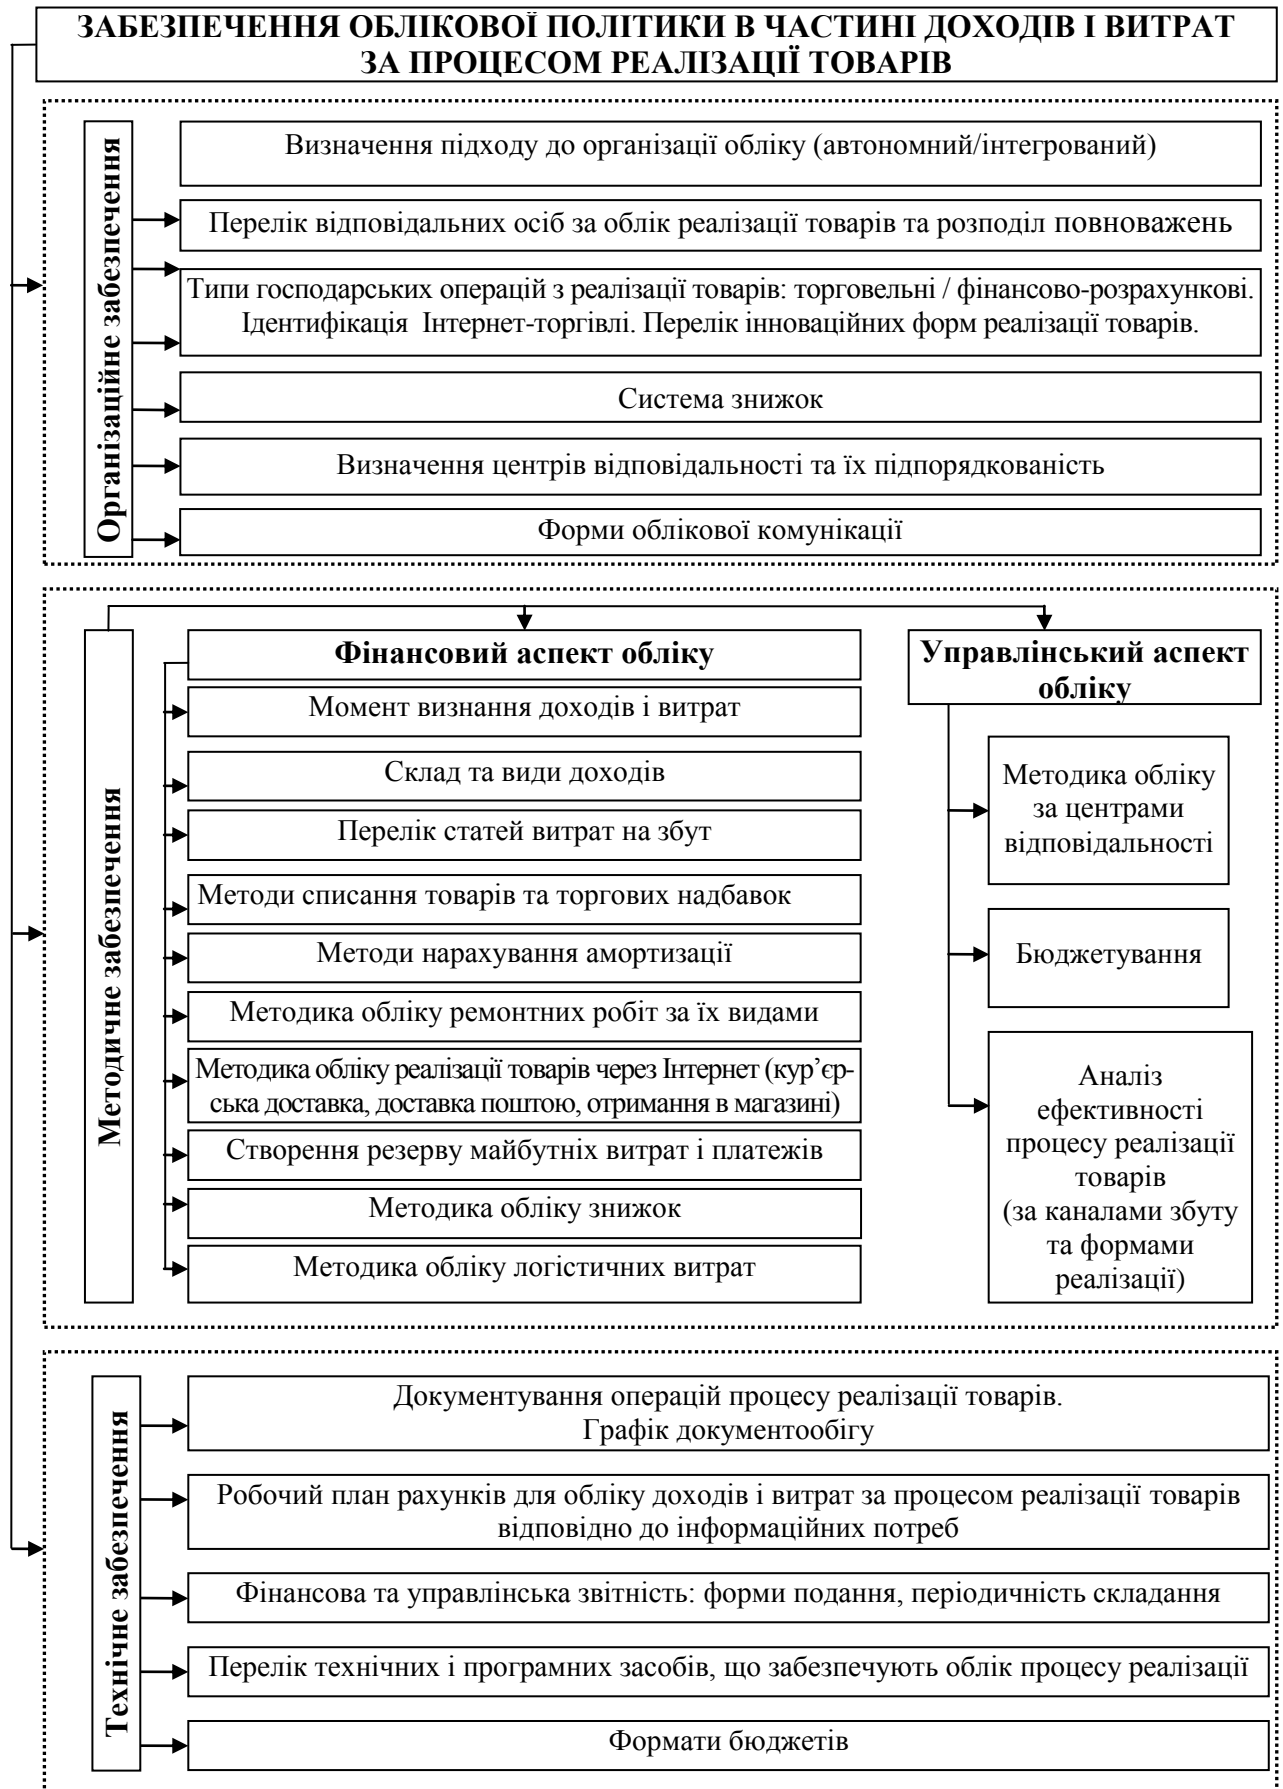 ЗАБЕЗПЕЧЕННЯ ОБЛІКОВОЇ ПОЛІТИКИ В ЧАСТИНІ ДОХОДІВ І ВИТРАТ
ЗА ПРОЦЕСОМ РЕАЛІЗАЦІЇ ТОВАРІВ
Організаційне забезпечення
Визначення підходу до організації обліку (автономний/інтегрований)
Перелік відповідальних осіб за облік реалізації товарів та розподіл повноважень
Типи господарських операцій з реалізації товарів: торговельні / фінансово-розрахункові.
Ідентифікація Інтернет-торгівлі. Перелік інноваційних форм реалізації товарів.
Система знижок
Визначення центрів відповідальності та їх підпорядкованість
Форми облікової комунікації
Методичне забезпечення
Фінансовий аспект обліку
Момент визнання доходів і витрат
Склад та види доходів
Перелік статей витрат на збут
Методи списання товарів та торгових надбавок
Методи нарахування амортизації
Методика обліку ремонтних робіт за їх видами
Методика обліку реалізації товарів через Інтернет (кур’єр-
ська доставка, доставка поштою, отримання в магазині)
Створення резерву майбутніх витрат і платежів
Методика обліку знижок
Методика обліку логістичних витрат
Управлінський аспект
обліку
Методика обліку
за центрами
відповідальності
Бюджетування
Аналіз
ефективності
процесу реалізації
товарів
(за каналами збуту
та формами
реалізації)
Технічне забезпечення
Документування операцій процесу реалізації товарів.
Графік документообігу
Робочий план рахунків для обліку доходів і витрат за процесом реалізації товарів
відповідно до інформаційних потреб
Фінансова та управлінська звітність: форми подання, періодичність складання
Перелік технічних і програмних засобів, що забезпечують облік процесу реалізації
Формати бюджетів